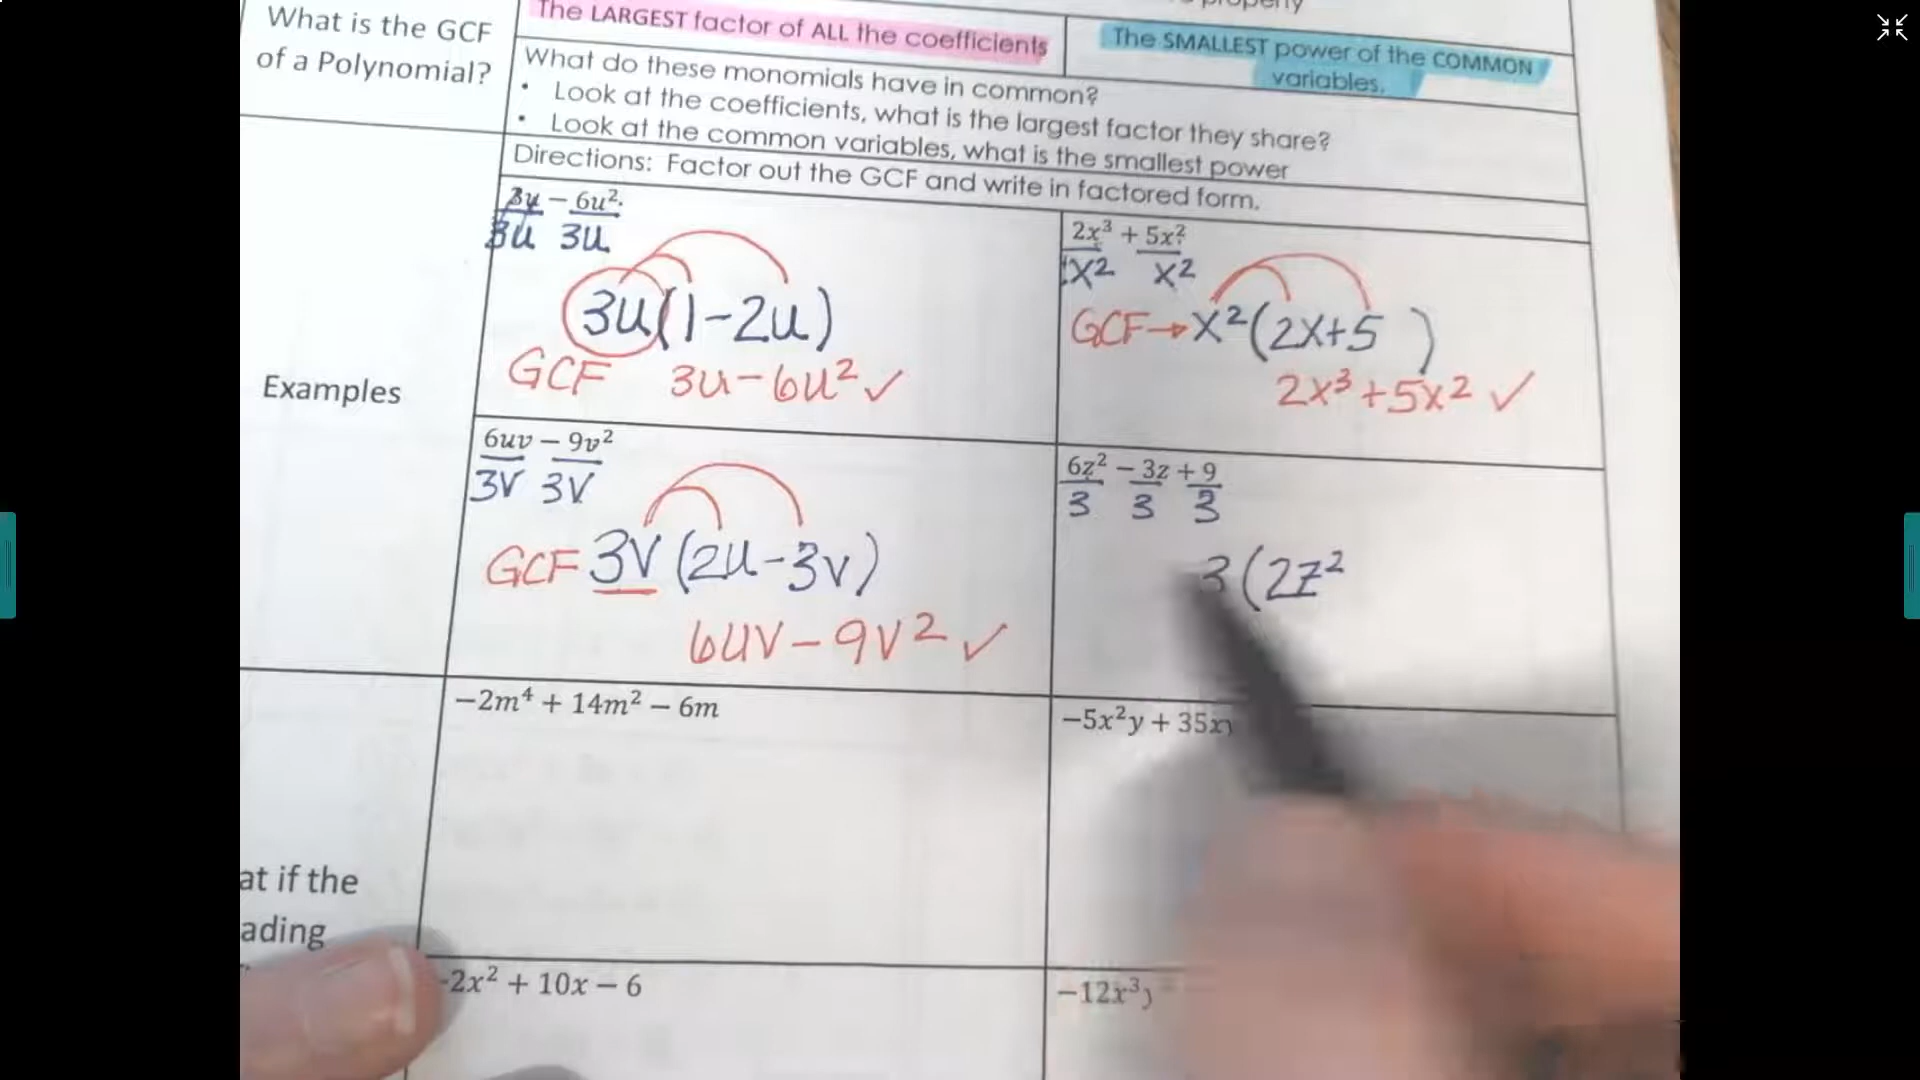 What is the GCF
of a Polynomial?
The LARGEST factor of ALL the coefficients
The SMALLEST power of the COMMON
variables.
What do these monomials have in common?
• Look at the coefficients, what is the largest factor they share?
• Look at the common variables, what is the smallest power
Directions: Factor out the GCF and write in factored form.
Examples
3u − 6u².
3u 3u
3u(1-2u)
GCF 3u-6u² ✓
2x³ + 5x²
x² x²
GCF→x²(2x+5 )
2x³+5x² ✓
6uv − 9v²
3v 3v
GCF 3v(2u-3v)
6uv-9v² ✓
6z² − 3z + 9
3 3 3
3(2z²
−2m⁴ + 14m² − 6m
−5x²y + 35x
at if the
ading
-2x² + 10x − 6
−12x³